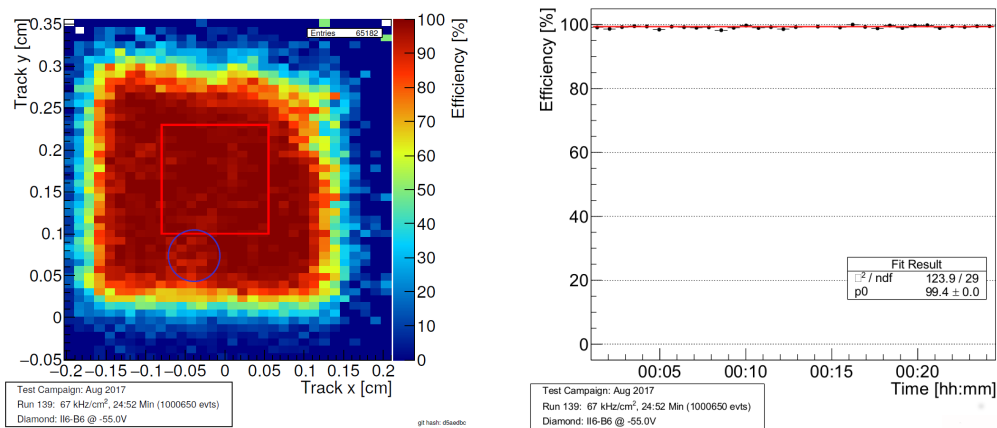 Entries 65182
Track y [cm]
0.35
0.3
0.25
0.2
0.15
0.1
0.05
0
−0.05
−0.2 −0.15 −0.1 −0.05 0 0.05 0.1 0.15 0.2
Track x [cm]
100
90
80
70
60
50
40
30
20
10
0
Efficiency [%]
Test Campaign: Aug 2017
Run 139: 67 kHz/cm², 24:52 Min (1000650 evts)
Diamond: II6-B6 @ -55.0V
git hash: d5aedbc
Efficiency [%]
100
80
60
40
20
0
Fit Result
□² / ndf 123.9 / 29
p0 99.4 ± 0.0
00:05 00:10 00:15 00:20
Time [hh:mm]
Test Campaign: Aug 2017
Run 139: 67 kHz/cm², 24:52 Min (1000650 evts)
Diamond: II6-B6 @ -55.0V